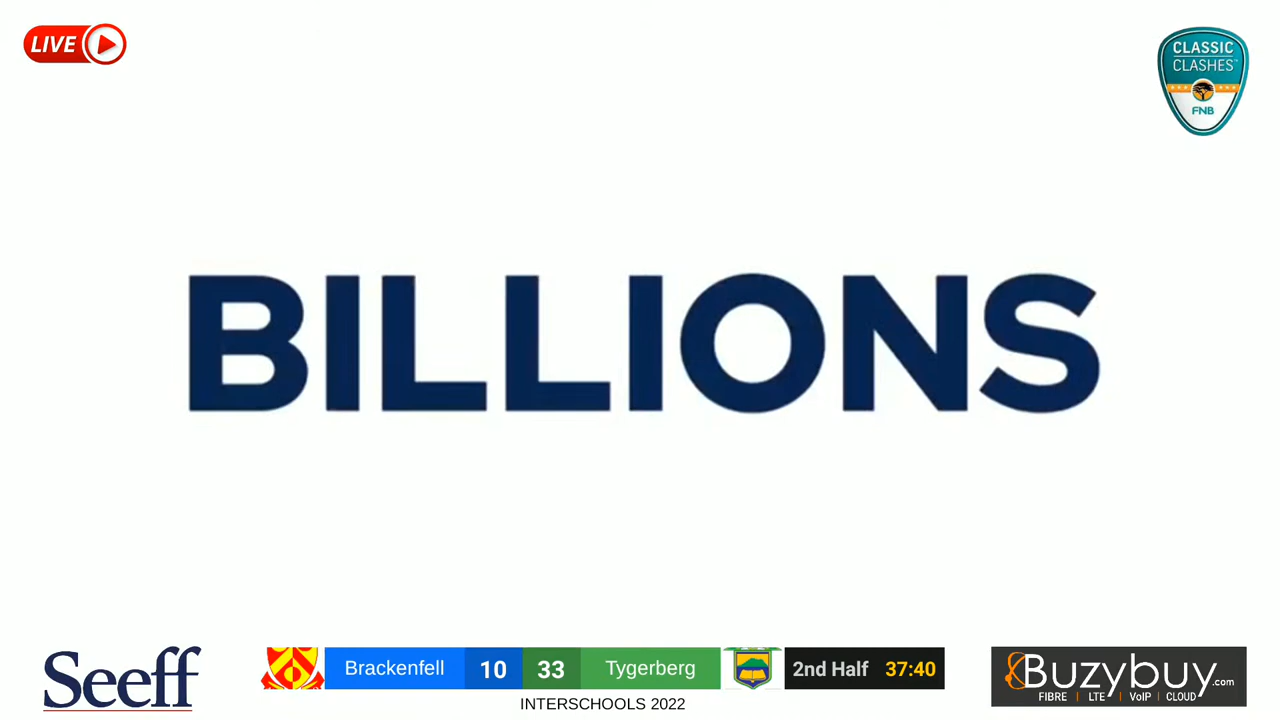 LIVE
CLASSIC
CLASHES™
FNB
BILLIONS
Seeff
Brackenfell 10 33 Tygerberg 2nd Half 37:40
INTERSCHOOLS 2022
Buzybuy.com
FIBRE | LTE | VoIP | CLOUD